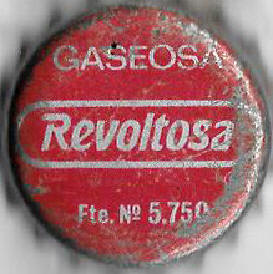 GASEOSA
Revoltosa
Fte. Nº 5.750